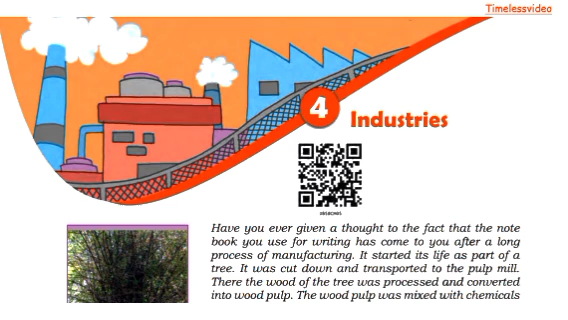 Timelessvideo
4 Industries
Have you ever given a thought to the fact that the note
book you use for writing has come to you after a long
process of manufacturing. It started its life as part of a
tree. It was cut down and transported to the pulp mill.
There the wood of the tree was processed and converted
into wood pulp. The wood pulp was mixed with chemicals